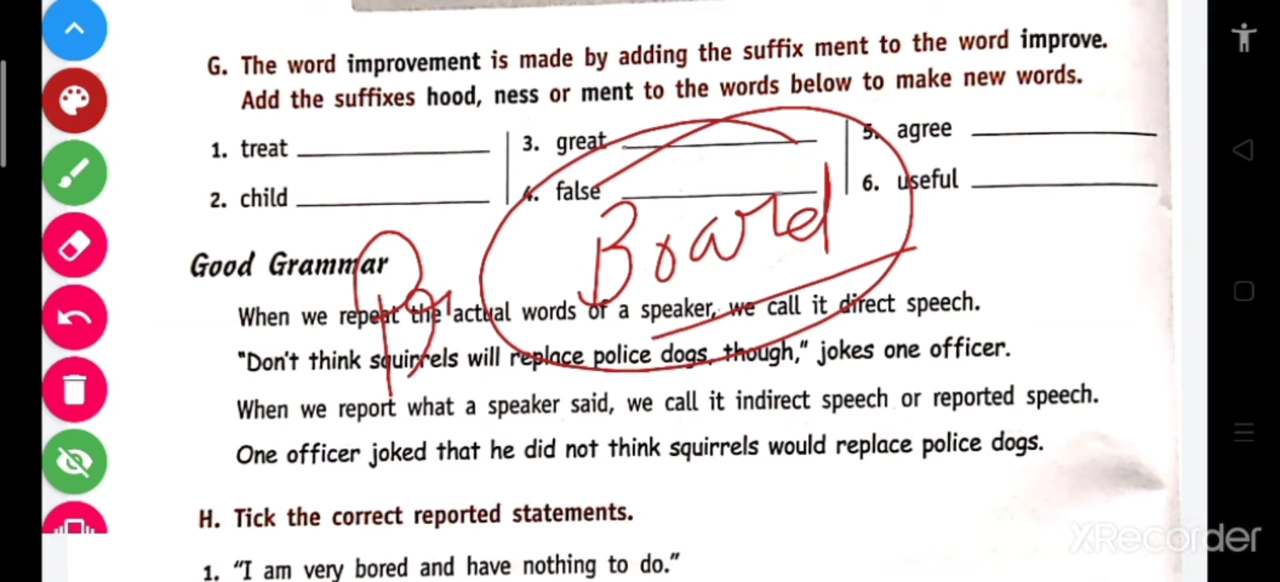 G. The word improvement is made by adding the suffix ment to the word improve.
Add the suffixes hood, ness or ment to the words below to make new words.
1. treat
2. child
3. great
4. false
5. agree
6. useful
Board
Good Grammar
When we repeat the actual words of a speaker, we call it direct speech.
"Don't think squirrels will replace police dogs, though," jokes one officer.
When we report what a speaker said, we call it indirect speech or reported speech.
One officer joked that he did not think squirrels would replace police dogs.
H. Tick the correct reported statements.
1. "I am very bored and have nothing to do."
XRecorder